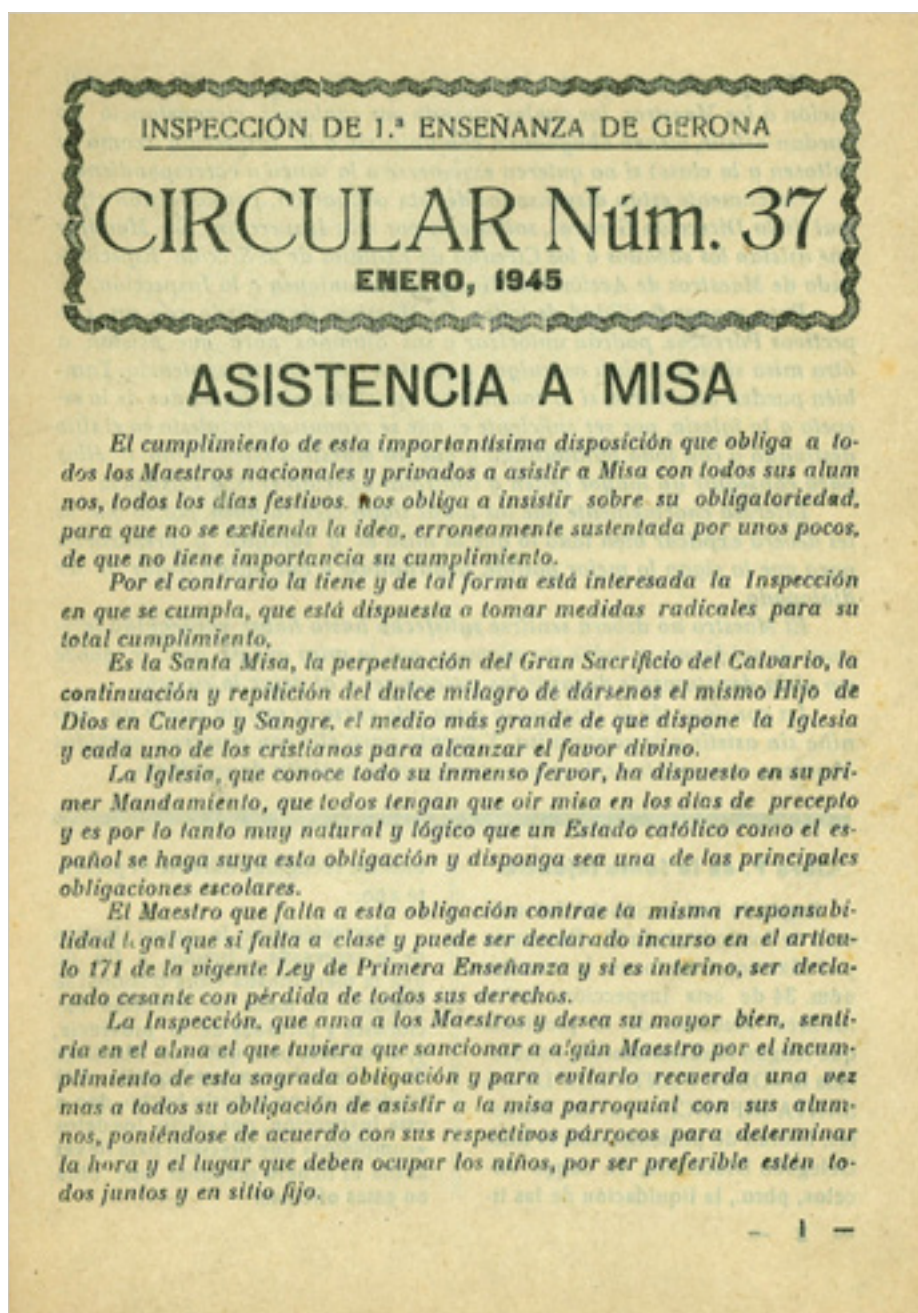 INSPECCIÓN DE 1.ª ENSEÑANZA DE GERONA
CIRCULAR Núm. 37
ENERO, 1945
ASISTENCIA A MISA
El cumplimiento de esta importantísima disposición que obliga a to-
dos los Maestros nacionales y privados a asistir a Misa con todos sus alum
nos, todos los días festivos. nos obliga a insistir sobre su obligatoriedad,
para que no se extienda la idea, erroneamente sustentada por unos pocos,
de que no tiene importancia su cumplimiento.
Por el contrario la tiene y de tal forma está interesada la Inspección
en que se cumpla, que está dispuesta a tomar medidas radicales para su
total cumplimiento.
Es la Santa Misa, la perpetuación del Gran Sacrificio del Calvario, la
continuación y repitición del dulce milagro de dársenos el mismo Hijo de
Dios en Cuerpo y Sangre, el medio más grande de que dispone la Iglesia
y cada uno de los cristianos para alcanzar el favor divino.
La Iglesia, que conoce todo su inmenso fervor, ha dispuesto en su pri-
mer Mandamiento, que todos tengan que oir misa en los días de precepto
y es por lo tanto muy natural y lógico que un Estado católico como el es-
pañol se haga suya esta obligación y disponga sea una de las principales
obligaciones escolares.
El Maestro que falta a esta obligación contrae la misma responsabi-
lidad legal que si falta a clase y puede ser declarado incurso en el artícu-
lo 171 de la vigente Ley de Primera Enseñanza y si es interino, ser decla-
rado cesante con pérdida de todos sus derechos.
La Inspección, que ama a los Maestros y desea su mayor bien, senti-
ría en el alma el que tuviera que sancionar a algún Maestro por el incum-
plimiento de esta sagrada obligación y para evitarlo recuerda una vez
mas a todos su obligación de asistir a la misa parroquial con sus alum-
nos, poniéndose de acuerdo con sus respectivos párrocos para determinar
la hora y el lugar que deben ocupar los niños, por ser preferible estén to-
dos juntos y en sitio fijo.
- 1 -